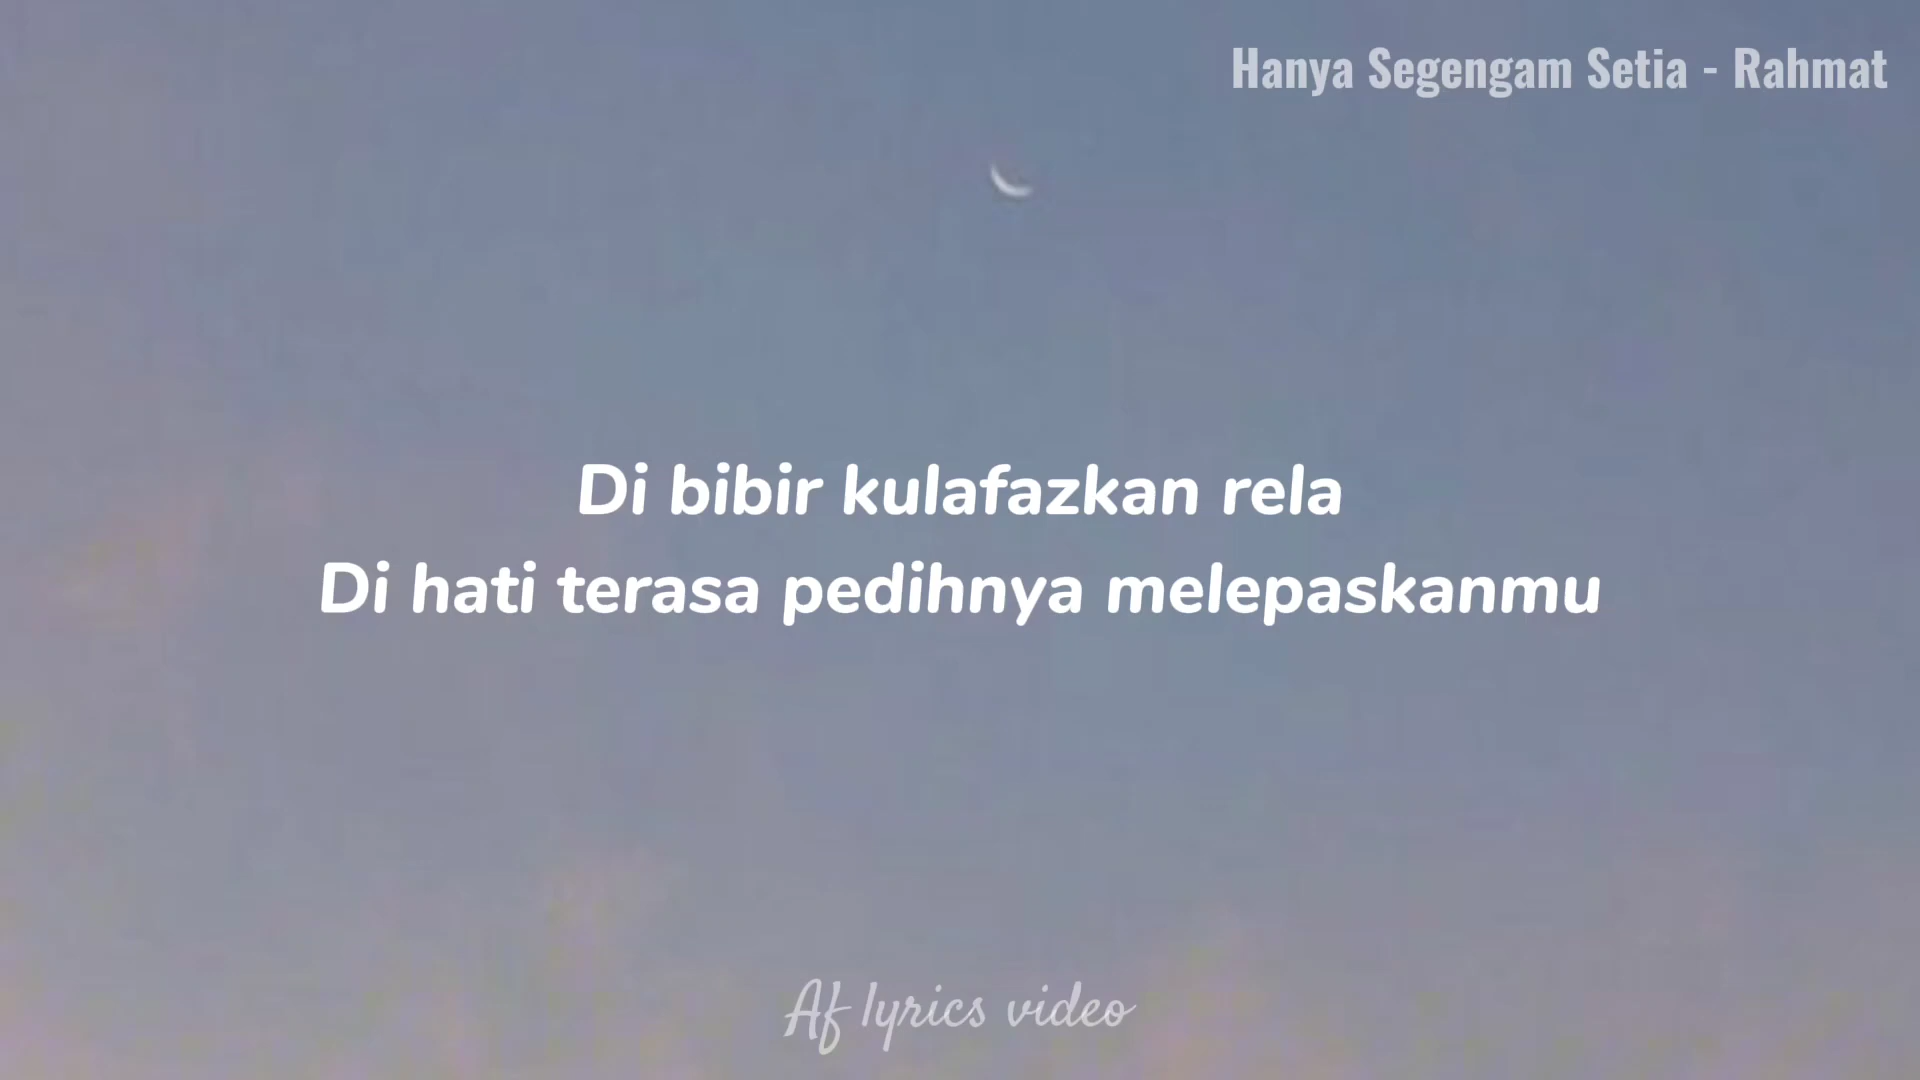 Hanya Segengam Setia - Rahmat
Di bibir kulafazkan rela
Di hati terasa pedihnya melepaskanmu
Af lyrics video